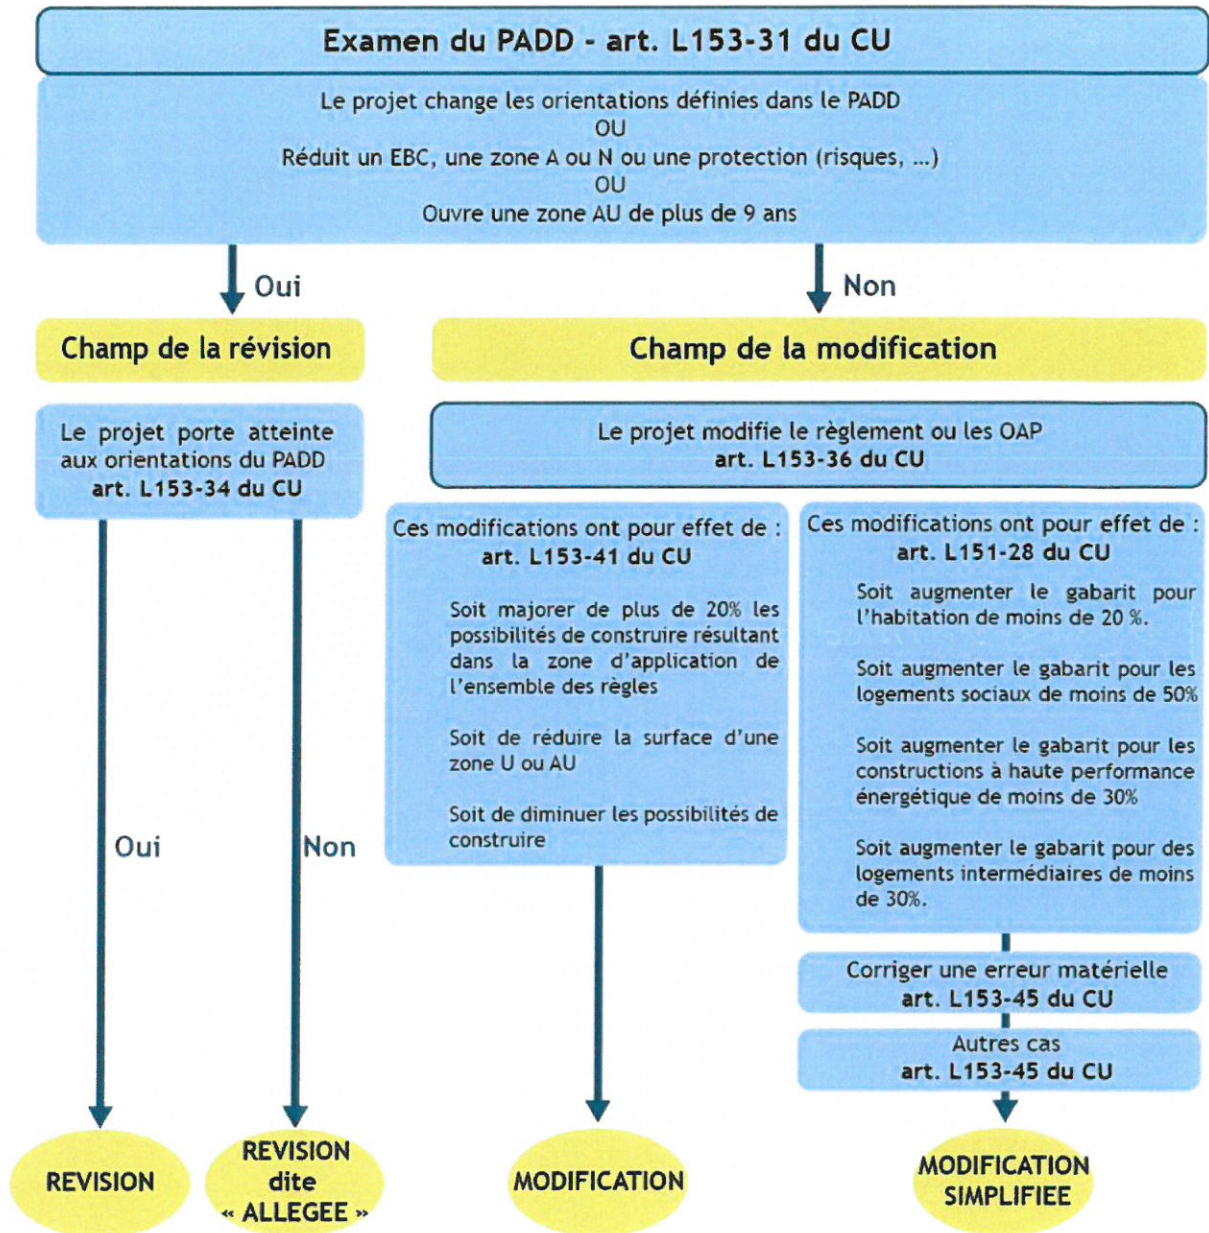 Examen du PADD - art. L153-31 du CU
Le projet change les orientations définies dans le PADD
OU
Réduit un EBC, une zone A ou N ou une protection (risques, ...)
OU
Ouvre une zone AU de plus de 9 ans
Oui
Non
Champ de la révision
Champ de la modification
Le projet porte atteinte
aux orientations du PADD
art. L153-34 du CU
Oui
Non
Le projet modifie le règlement ou les OAP
art. L153-36 du CU
Ces modifications ont pour effet de :
art. L153-41 du CU
Soit majorer de plus de 20% les
possibilités de construire résultant
dans la zone d'application de
l'ensemble des règles
Soit de réduire la surface d'une
zone U ou AU
Soit de diminuer les possibilités de
construire
Ces modifications ont pour effet de :
art. L151-28 du CU
Soit augmenter le gabarit pour
l'habitation de moins de 20 %.
Soit augmenter le gabarit pour les
logements sociaux de moins de 50%
Soit augmenter le gabarit pour les
constructions à haute performance
énergétique de moins de 30%
Soit augmenter le gabarit pour des
logements intermédiaires de moins
de 30%.
Corriger une erreur matérielle
art. L153-45 du CU
Autres cas
art. L153-45 du CU
REVISION
REVISION
dite
« ALLEGEE »
MODIFICATION
MODIFICATION
SIMPLIFIEE